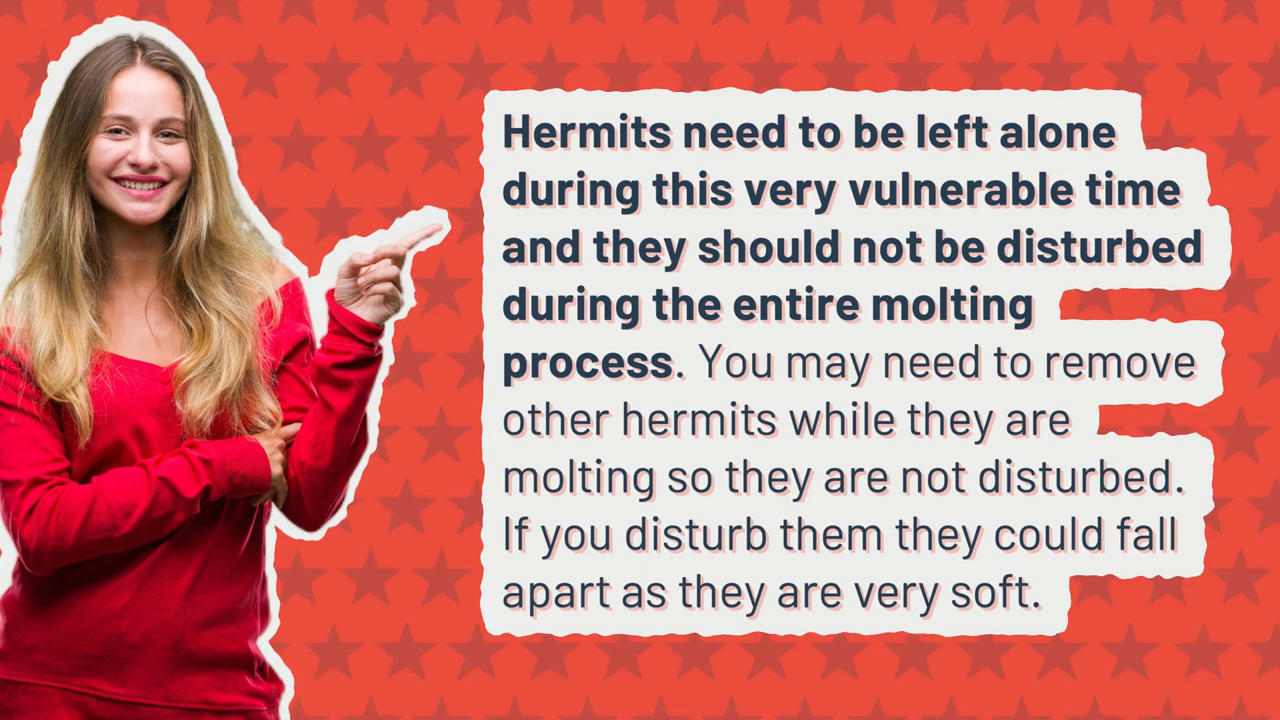 Hermits need to be left alone
during this very vulnerable time
and they should not be disturbed
during the entire molting
process. You may need to remove
other hermits while they are
molting so they are not disturbed.
If you disturb them they could fall
apart as they are very soft.